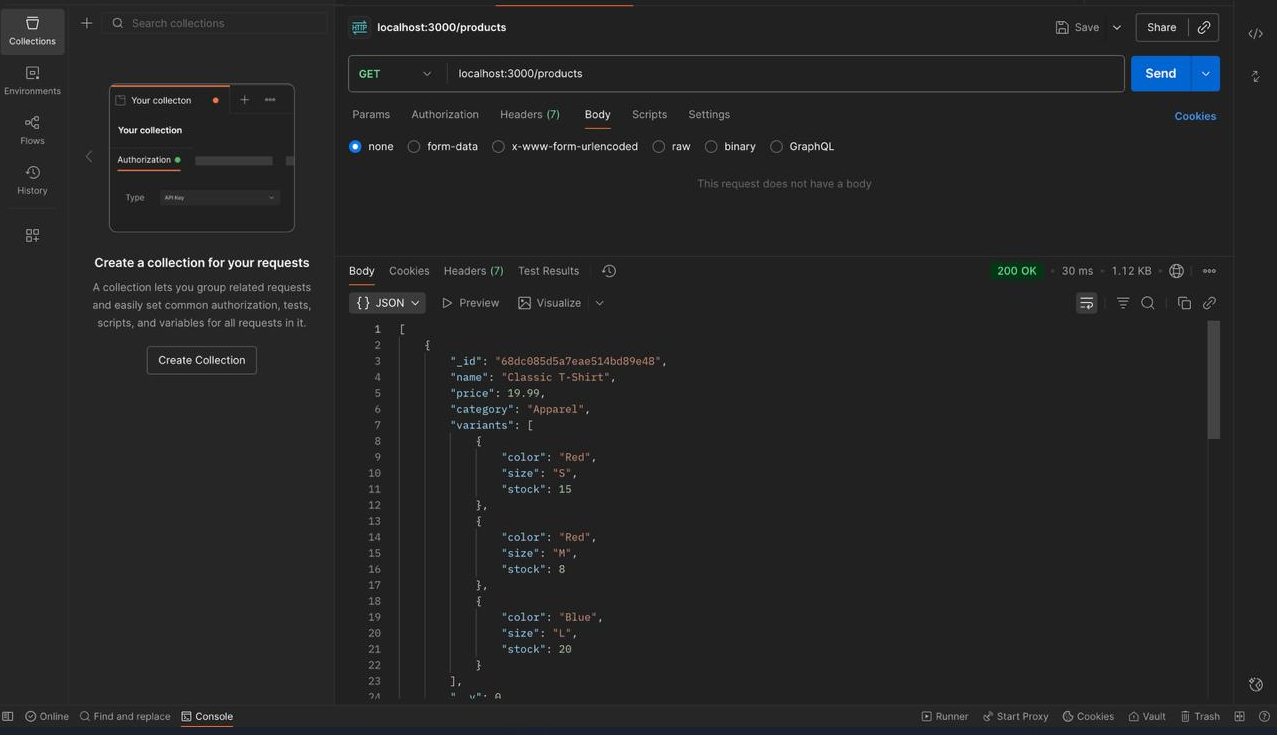 Collections
Environments
Flows
History
Search collections
Your collecton
Your collection
Authorization
Type
API Key
Create a collection for your requests
A collection lets you group related requests
and easily set common authorization, tests,
scripts, and variables for all requests in it.
Create Collection
HTTP
localhost:3000/products
Save
Share
GET
localhost:3000/products
Send
Params Authorization Headers (7) Body Scripts Settings
Cookies
none form-data x-www-form-urlencoded raw binary GraphQL
This request does not have a body
Body Cookies Headers (7) Test Results
200 OK • 30 ms • 1.12 KB
{} JSON Preview Visualize
1 [
2 {
3 "_id": "68dc085d5a7eae514bd89e48",
4 "name": "Classic T-Shirt",
5 "price": 19.99,
6 "category": "Apparel",
7 "variants": [
8 {
9 "color": "Red",
10 "size": "S",
11 "stock": 15
12 },
13 {
14 "color": "Red",
15 "size": "M",
16 "stock": 8
17 },
18 {
19 "color": "Blue",
20 "size": "L",
21 "stock": 20
22 }
23 ],
24 "__v": 0
Online Find and replace Console
Runner Start Proxy Cookies Vault Trash